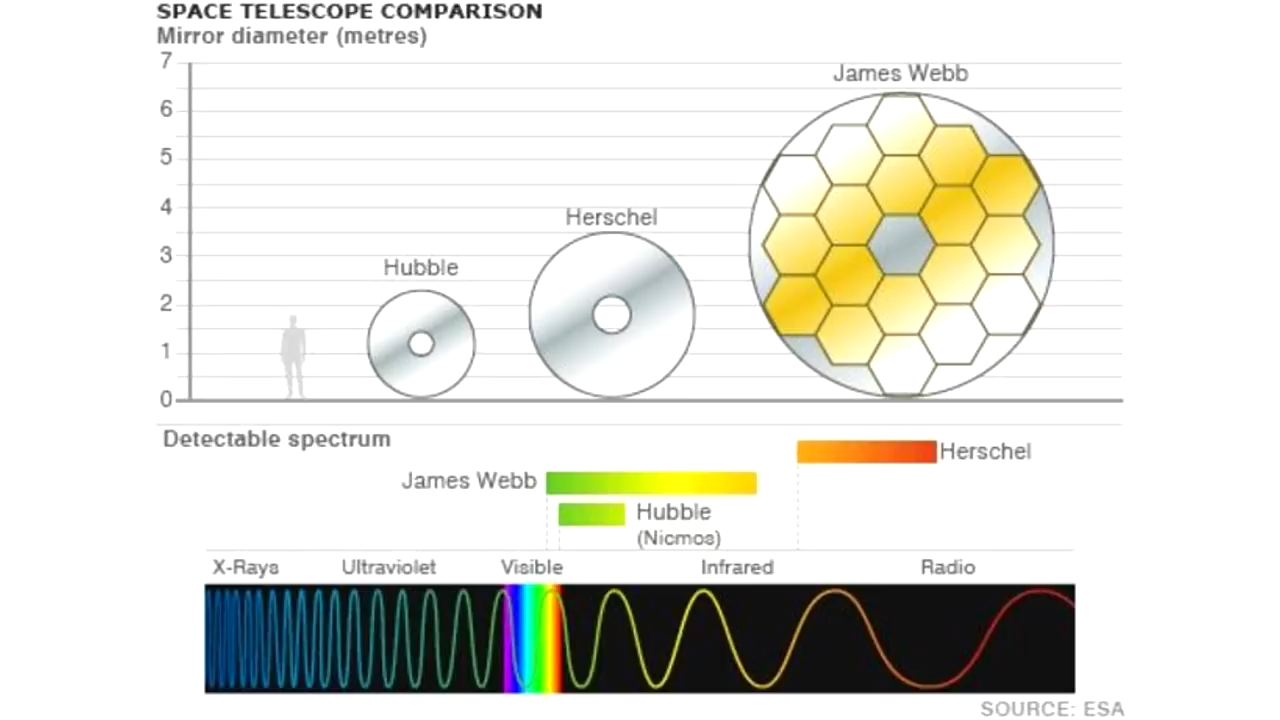 SPACE TELESCOPE COMPARISON
Mirror diameter (metres)
7
James Webb
6
5
4
Herschel
3
Hubble
2
1
0
Detectable spectrum
Herschel
James Webb
Hubble
(Nicmos)
X-Rays Ultraviolet Visible Infrared Radio
SOURCE: ESA